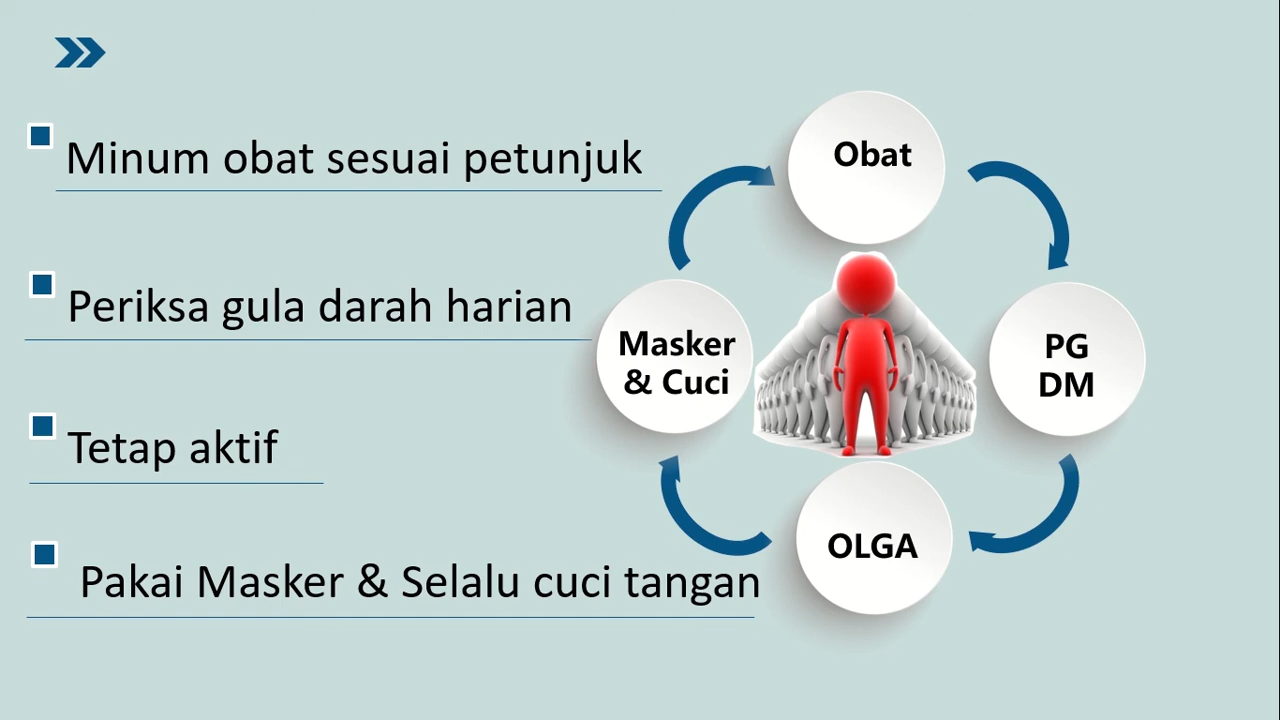 Minum obat sesuai petunjuk
Periksa gula darah harian
Tetap aktif
Pakai Masker & Selalu cuci tangan
Obat
PG
DM
OLGA
Masker
& Cuci